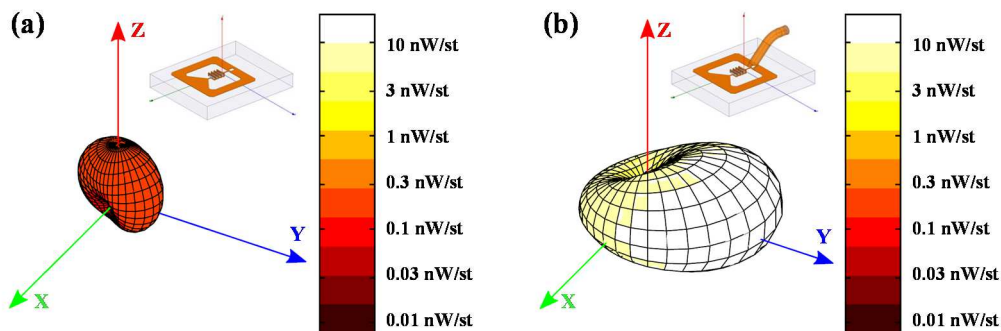 (a)
Z
X
Y
10 nW/st
3 nW/st
1 nW/st
0.3 nW/st
0.1 nW/st
0.03 nW/st
0.01 nW/st
(b)
Z
X
Y
10 nW/st
3 nW/st
1 nW/st
0.3 nW/st
0.1 nW/st
0.03 nW/st
0.01 nW/st